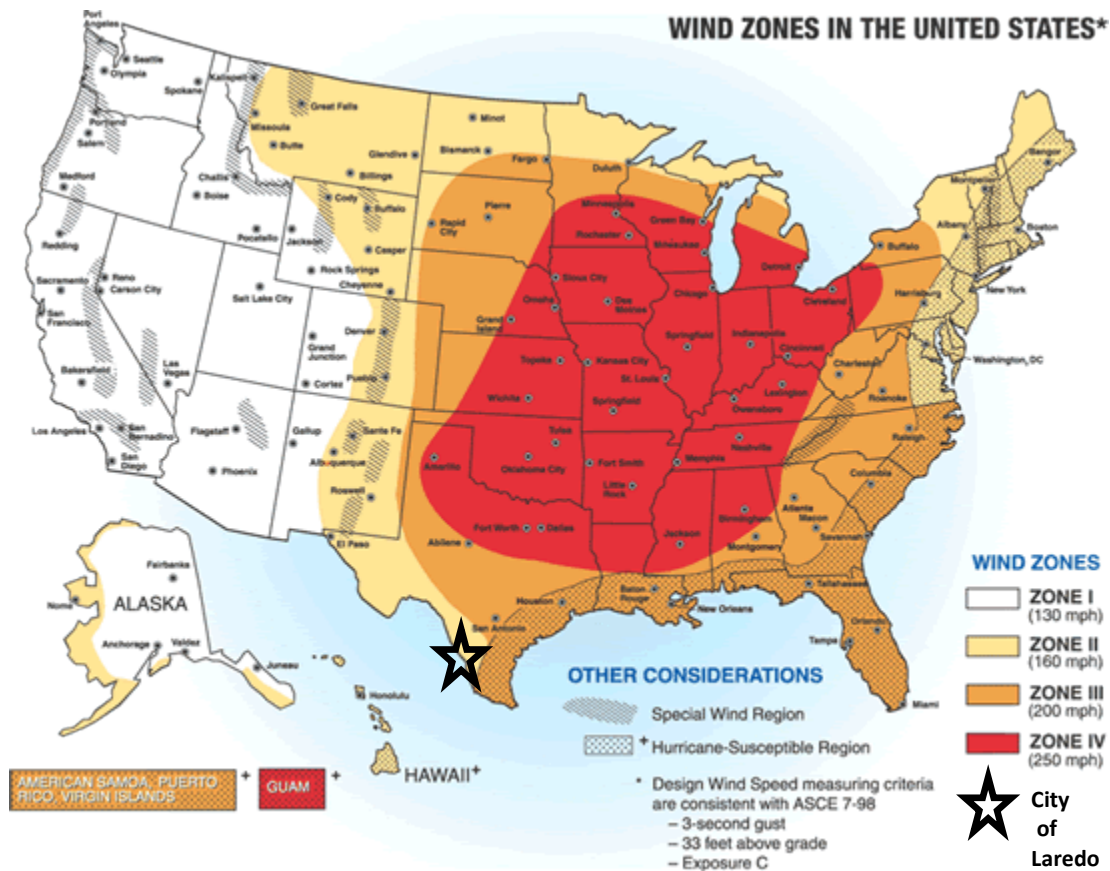 WIND ZONES IN THE UNITED STATES*
Port
Angeles
Seattle
Olympia
Spokane
Portland
Salem
Medford
Kalispell
Great Falls
Missoula
Butte
Glendive
Billings
Challis
Boise
Pocatello
Cody
Buffalo
Jackson
Casper
Rock Springs
Cheyenne
Minot
Bismarck
Fargo
Pierre
Rapid
City
Duluth
Minneapolis
Rochester
Green Bay
Milwaukee
Detroit
Chicago
Cleveland
Buffalo
Albany
Montpelier
Bangor
Boston
New York
Harrisburg
Washington, DC
Redding
Sacramento
Reno
Carson City
San
Francisco
Salt Lake City
Las
Vegas
Bakersfield
Los Angeles
San
Bernadino
San
Diego
Flagstaff
Phoenix
Grand
Junction
Cortez
Gallup
Denver
Pueblo
Sante Fe
Albuquerque
Roswell
El Paso
Sioux City
Omaha
Des
Moines
Grand
Island
Topeka
Kansas City
St. Louis
Springfield
Indianapolis
Cincinnati
Charleston
Roanoke
Lexington
Owensboro
Wichita
Springfield
Tulsa
Oklahoma City
Amarillo
Fort Smith
Little
Rock
Memphis
Nashville
Raleigh
Columbia
Atlanta
Macon
Savannah
Birmingham
Montgomery
Jackson
Fort Worth
Dallas
Abilene
Houston
San Antonio
Baton
Rouge
New Orleans
Tallahassee
Orlando
Tampa
Miami
Fairbanks
Nome
ALASKA
Anchorage
Valdez
Juneau
Honolulu
HAWAII+
AMERICAN SAMOA, PUERTO
RICO, VIRGIN ISLANDS
+
GUAM
+
OTHER CONSIDERATIONS
Special Wind Region
+ Hurricane-Susceptible Region
* Design Wind Speed measuring criteria
are consistent with ASCE 7-98
– 3-second gust
– 33 feet above grade
– Exposure C
WIND ZONES
ZONE I
(130 mph)
ZONE II
(160 mph)
ZONE III
(200 mph)
ZONE IV
(250 mph)
City
of
Laredo